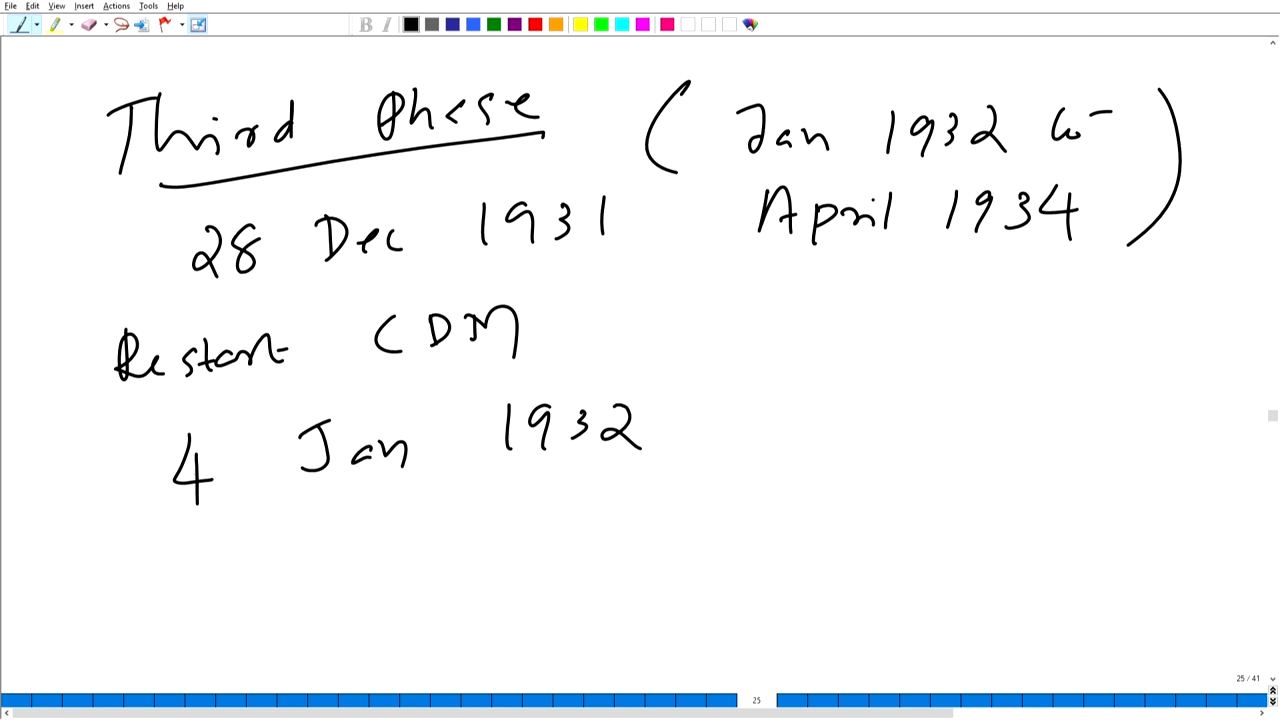 File Edit View Insert Actions Tools Help
B I
Third Phase (Jan 1932 to April 1934)
28 Dec 1931
Restart CDM
4 Jan 1932
25 / 41
25